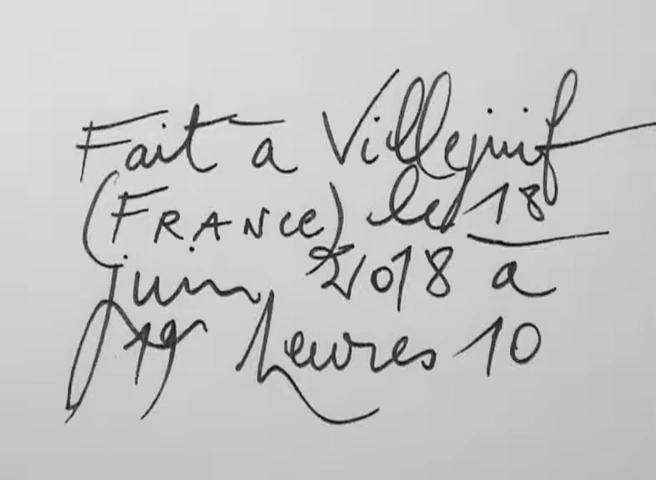 Fait à Villejuif
(FRANCE) le 18
juin 2018 à
19 heures 10